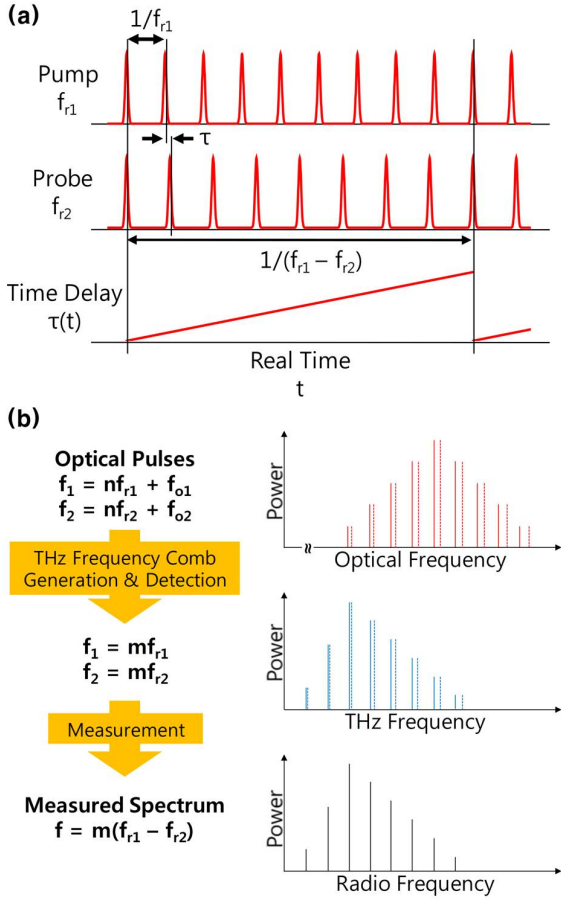 (a)
1/fr1
Pump
fr1
τ
Probe
fr2
1/(fr1 – fr2)
Time Delay
τ(t)
Real Time
t
(b)
Optical Pulses
f1 = nfr1 + fo1
f2 = nfr2 + fo2
Power
≈
Optical Frequency
THz Frequency Comb
Generation & Detection
f1 = mfr1
f2 = mfr2
Power
THz Frequency
Measurement
Measured Spectrum
f = m(fr1 – fr2)
Power
Radio Frequency